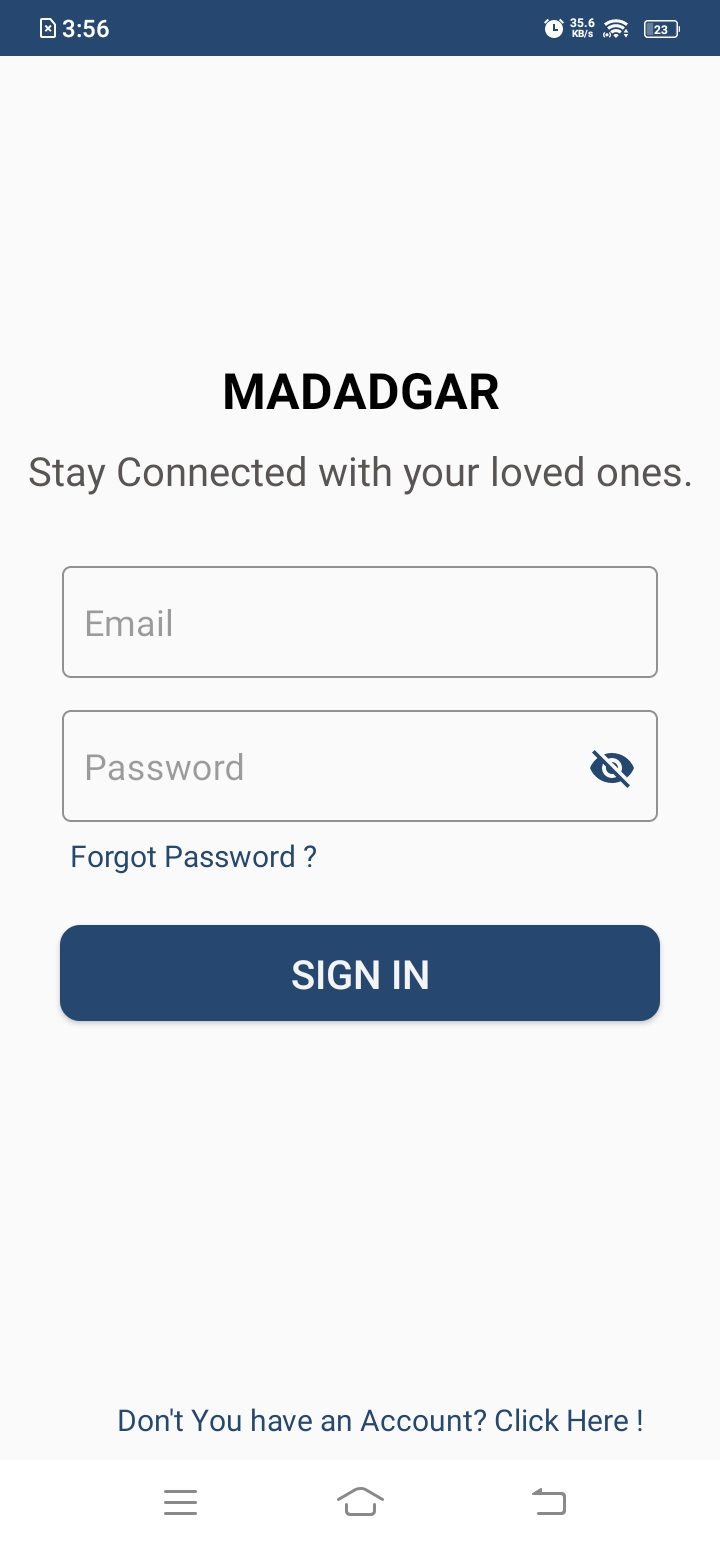 3:56
35.6
KB/s
23
MADADGAR
Stay Connected with your loved ones.
Email
Password
Forgot Password ?
SIGN IN
Don't You have an Account? Click Here !